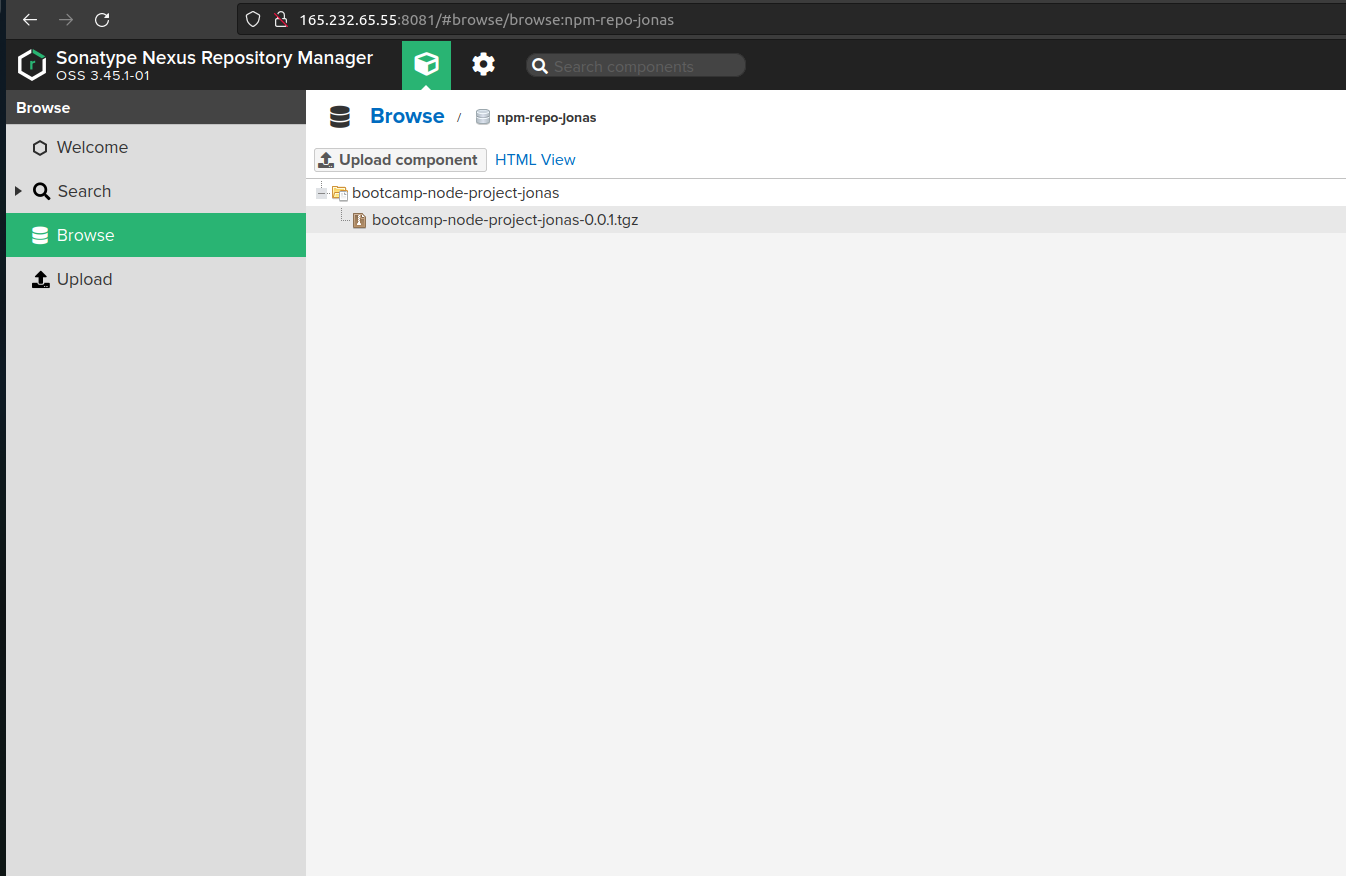 165.232.65.55:8081/#browse/browse:npm-repo-jonas
Sonatype Nexus Repository Manager
OSS 3.45.1-01
Search components
Browse
Welcome
Search
Browse
Upload
Browse / npm-repo-jonas
Upload component HTML View
bootcamp-node-project-jonas
bootcamp-node-project-jonas-0.0.1.tgz